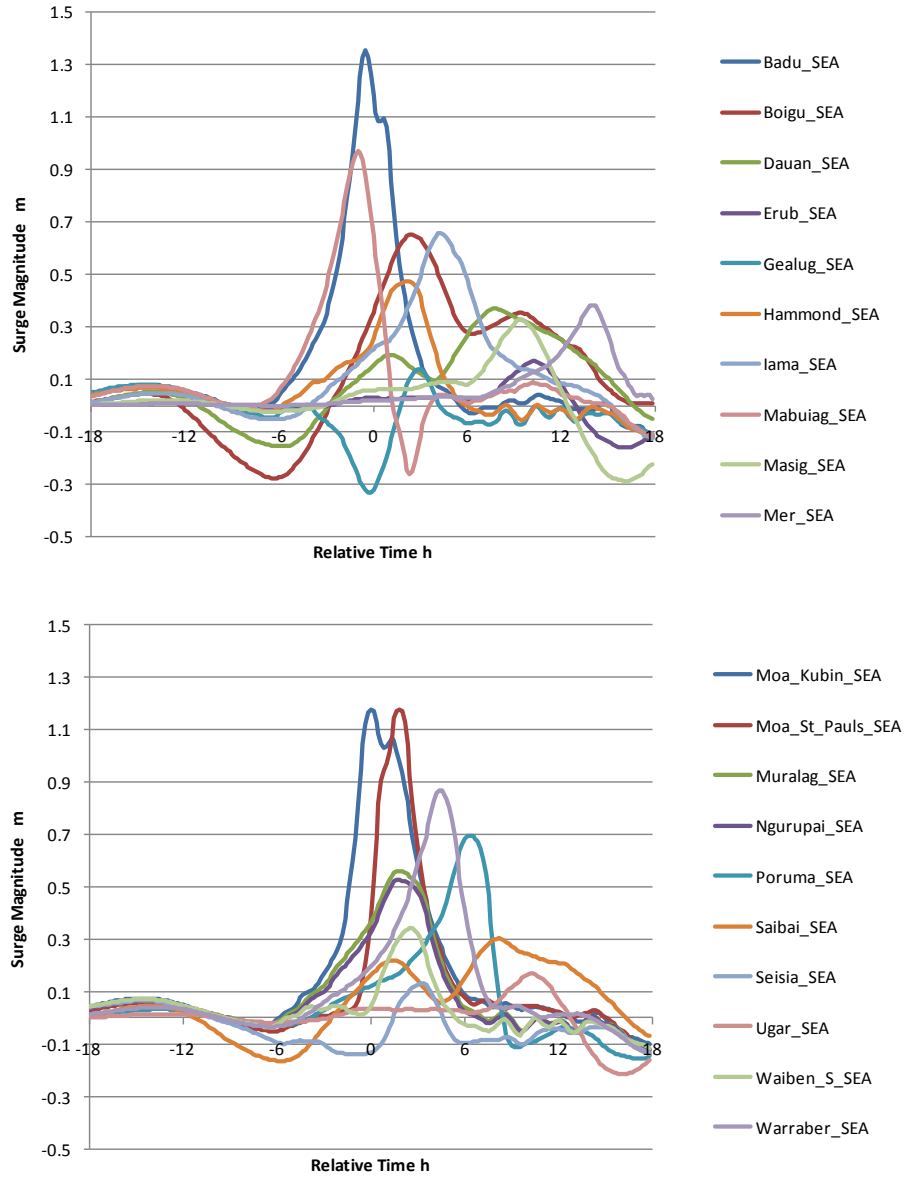 1.5
1.3
1.1
0.9
0.7
0.5
0.3
0.1
-0.1
-0.3
-0.5
Surge Magnitude m
-18 -12 -6 0 6 12 18
Relative Time h
Badu_SEA
Boigu_SEA
Dauan_SEA
Erub_SEA
Gealug_SEA
Hammond_SEA
Iama_SEA
Mabuiag_SEA
Masig_SEA
Mer_SEA
1.5
1.3
1.1
0.9
0.7
0.5
0.3
0.1
-0.1
-0.3
-0.5
Surge Magnitude m
-18 -12 -6 0 6 12 18
Relative Time h
Moa_Kubin_SEA
Moa_St_Pauls_SEA
Muralag_SEA
Ngurupai_SEA
Poruma_SEA
Saibai_SEA
Seisia_SEA
Ugar_SEA
Waiben_S_SEA
Warraber_SEA